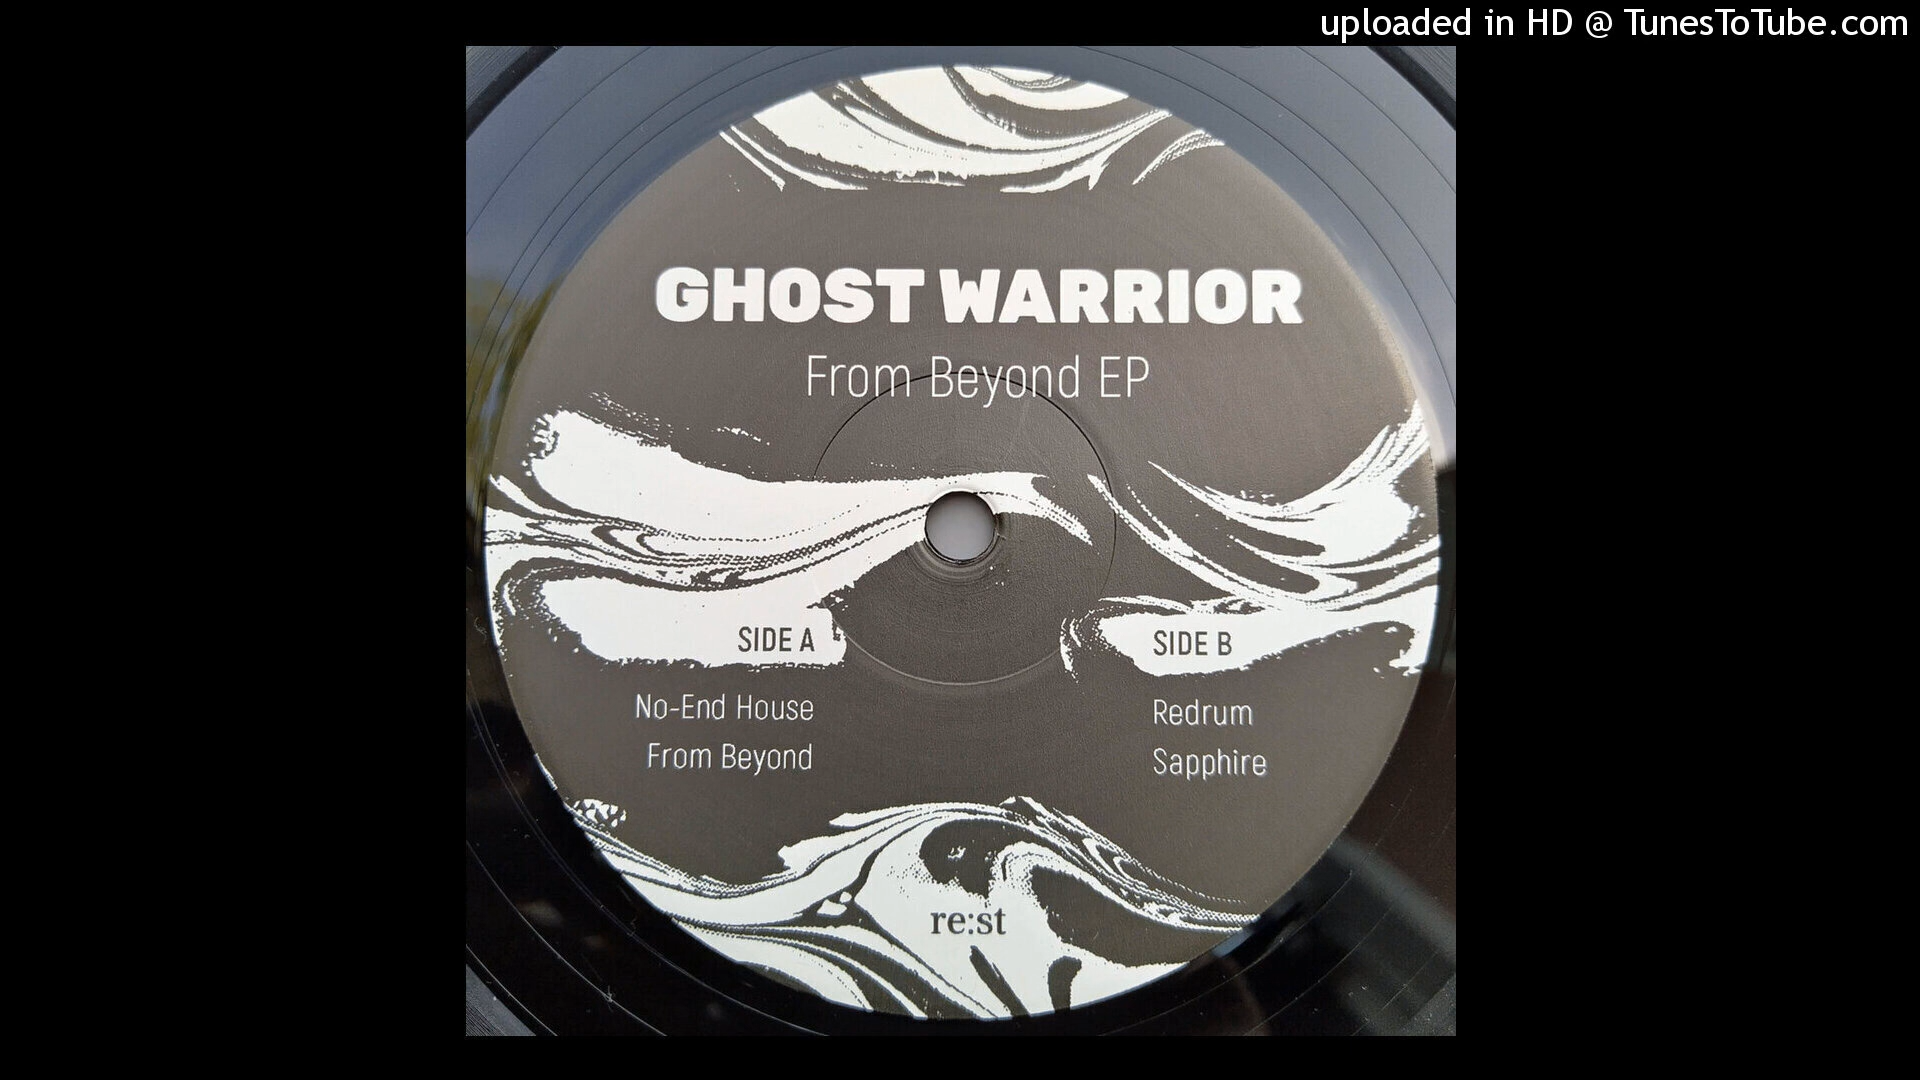 uploaded in HD @ TunesToTube.com
GHOST WARRIOR
From Beyond EP
SIDE A
No-End House
From Beyond
SIDE B
Redrum
Sapphire
re:st